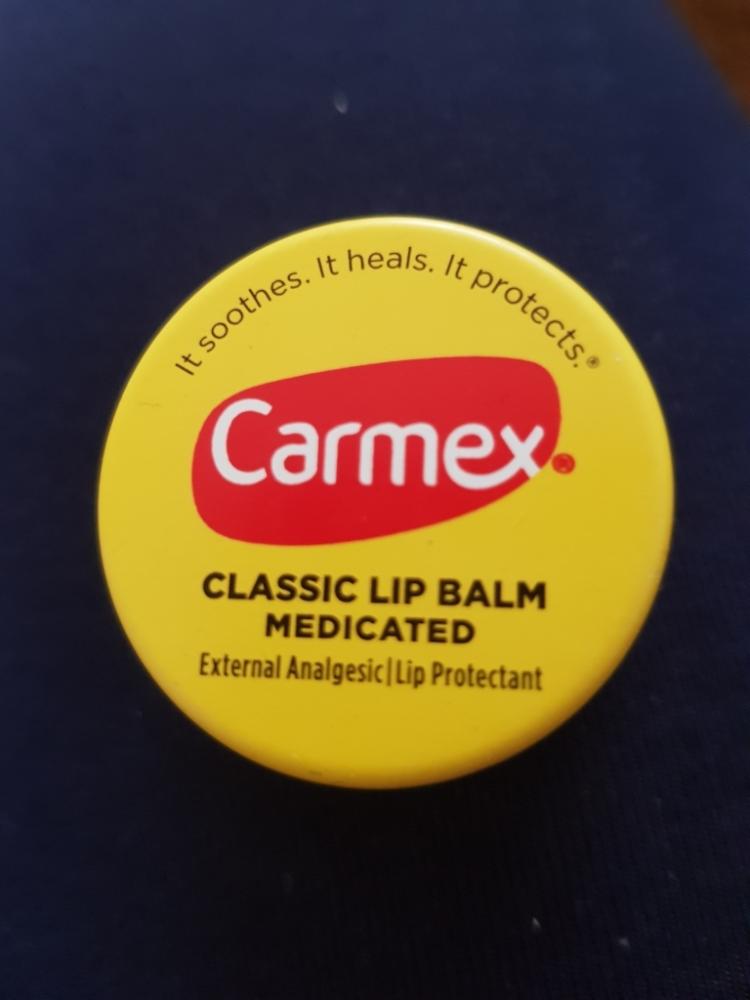 It soothes. It heals. It protects.®
Carmex®
CLASSIC LIP BALM
MEDICATED
External Analgesic|Lip Protectant